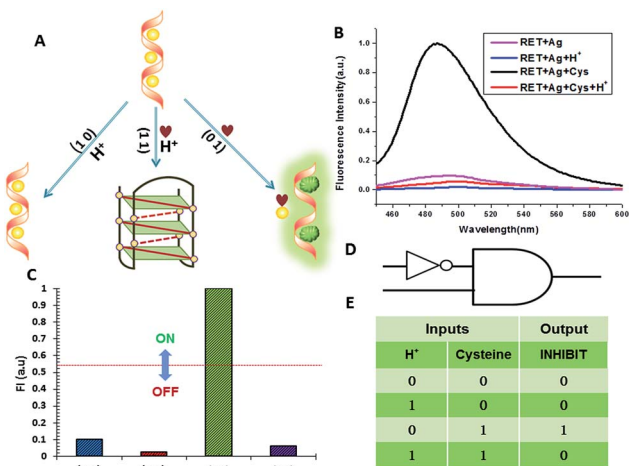 A
(1 0)
H⁺
(1 1)
H⁺
(0 1)
B
Fluorescence Intensity(a.u.)
1.0
0.8
0.6
0.4
0.2
0.0
RET+Ag
RET+Ag+H⁺
RET+Ag+Cys
RET+Ag+Cys+H⁺
460 480 500 520 540 560 580 600
Wavelength(nm)
C
FI (a.u)
1
0.9
0.8
0.7
0.6
0.5
0.4
0.3
0.2
0.1
0
ON
OFF
D
E
Inputs Output
H⁺ Cysteine INHIBIT
0 0 0
1 0 0
0 1 1
1 1 0